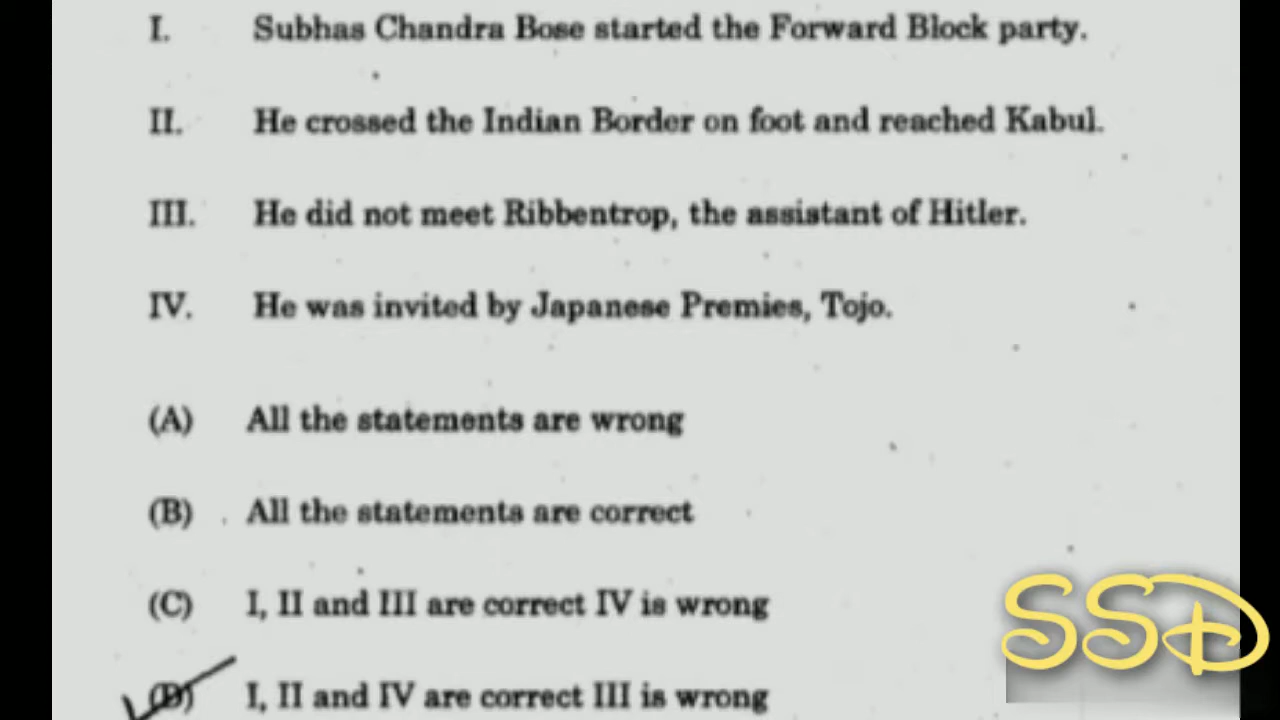 I. Subhas Chandra Bose started the Forward Block party.
II. He crossed the Indian Border on foot and reached Kabul.
III. He did not meet Ribbentrop, the assistant of Hitler.
IV. He was invited by Japanese Premies, Tojo.
(A) All the statements are wrong
(B) All the statements are correct
(C) I, II and III are correct IV is wrong
(D) I, II and IV are correct III is wrong
SSD